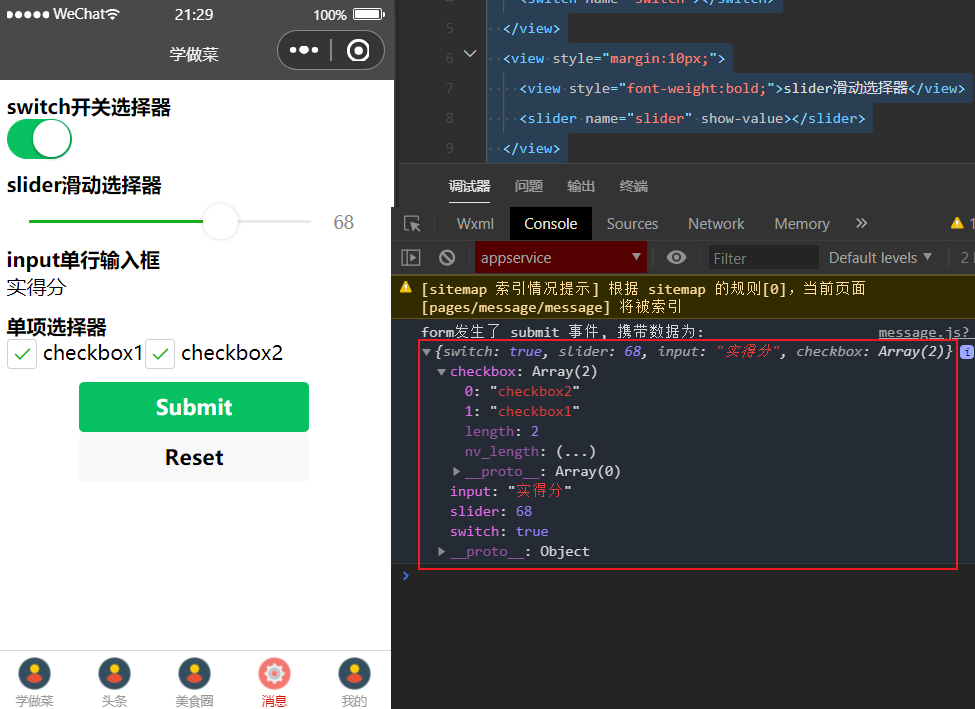 WeChat 21:29 100%
学做菜
switch开关选择器
slider滑动选择器
68
input单行输入框
实得分
单项选择器
checkbox1 checkbox2
Submit
Reset
学做菜 头条 美食圈 消息 我的
5 </view>
6 <view style="margin:10px;">
7 <view style="font-weight:bold;">slider滑动选择器</view>
8 <slider name="slider" show-value></slider>
9 </view>
调试器 问题 输出 终端
Wxml Console Sources Network Memory » 1
appservice ▼ Filter Default levels ▼ 2
[sitemap 索引情况提示] 根据 sitemap 的规则[0]，当前页面
[pages/message/message] 将被索引
form发生了 submit 事件, 携带数据为: message.js?
▼{switch: true, slider: 68, input: "实得分", checkbox: Array(2)} i
▼checkbox: Array(2)
0: "checkbox2"
1: "checkbox1"
length: 2
nv_length: (...)
▶__proto__: Array(0)
input: "实得分"
slider: 68
switch: true
▶__proto__: Object
>